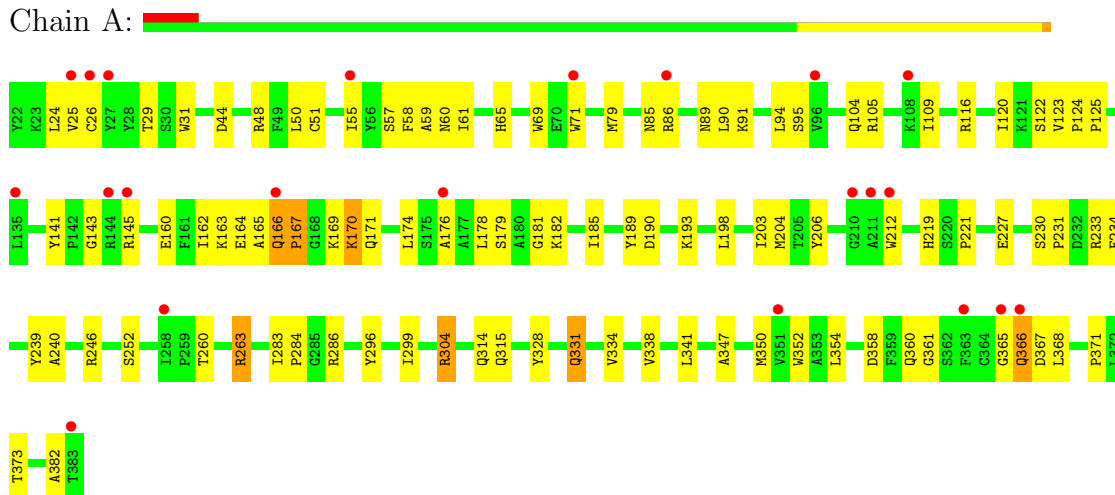 Chain A:
Y22 K23 L24 V25 C26 Y27 Y28 T29 S30 W31 D44 R48 F49 L50 C51 I55 Y56 S57 F58 A59 N60 I61 H65 W69 E70 W71 M79 N85 R86 N89 L90 K91 L94 S95 V96 Q104 R105 K108 I109 R116 I120 K121 S122 V123 P124 P125
L135 Y141 P142 G143 R144 R145 E160 F161 I162 K163 E164 A165 Q166 P167 G168 K169 K170 Q171 L174 S175 A176 A177 L178 S179 A180 G181 K182 I185 Y189 D190 K193 L198 I203 M204 T205 Y206 G210 A211 W212 H219 S220 P221 E227 S230 P231 D232 R233
Y239 A240 R246 S252 I258 P259 T260 R263 I283 P284 G285 R286 Y296 I299 R304 Q314 Q315 Y328 Q331 V334 V338 L341 A347 M350 V351 W352 A353 L354 D358 F359 Q360 G361 S362 F363 C364 G365 Q366 D367 L368 P371 L372
T373 A382 T383